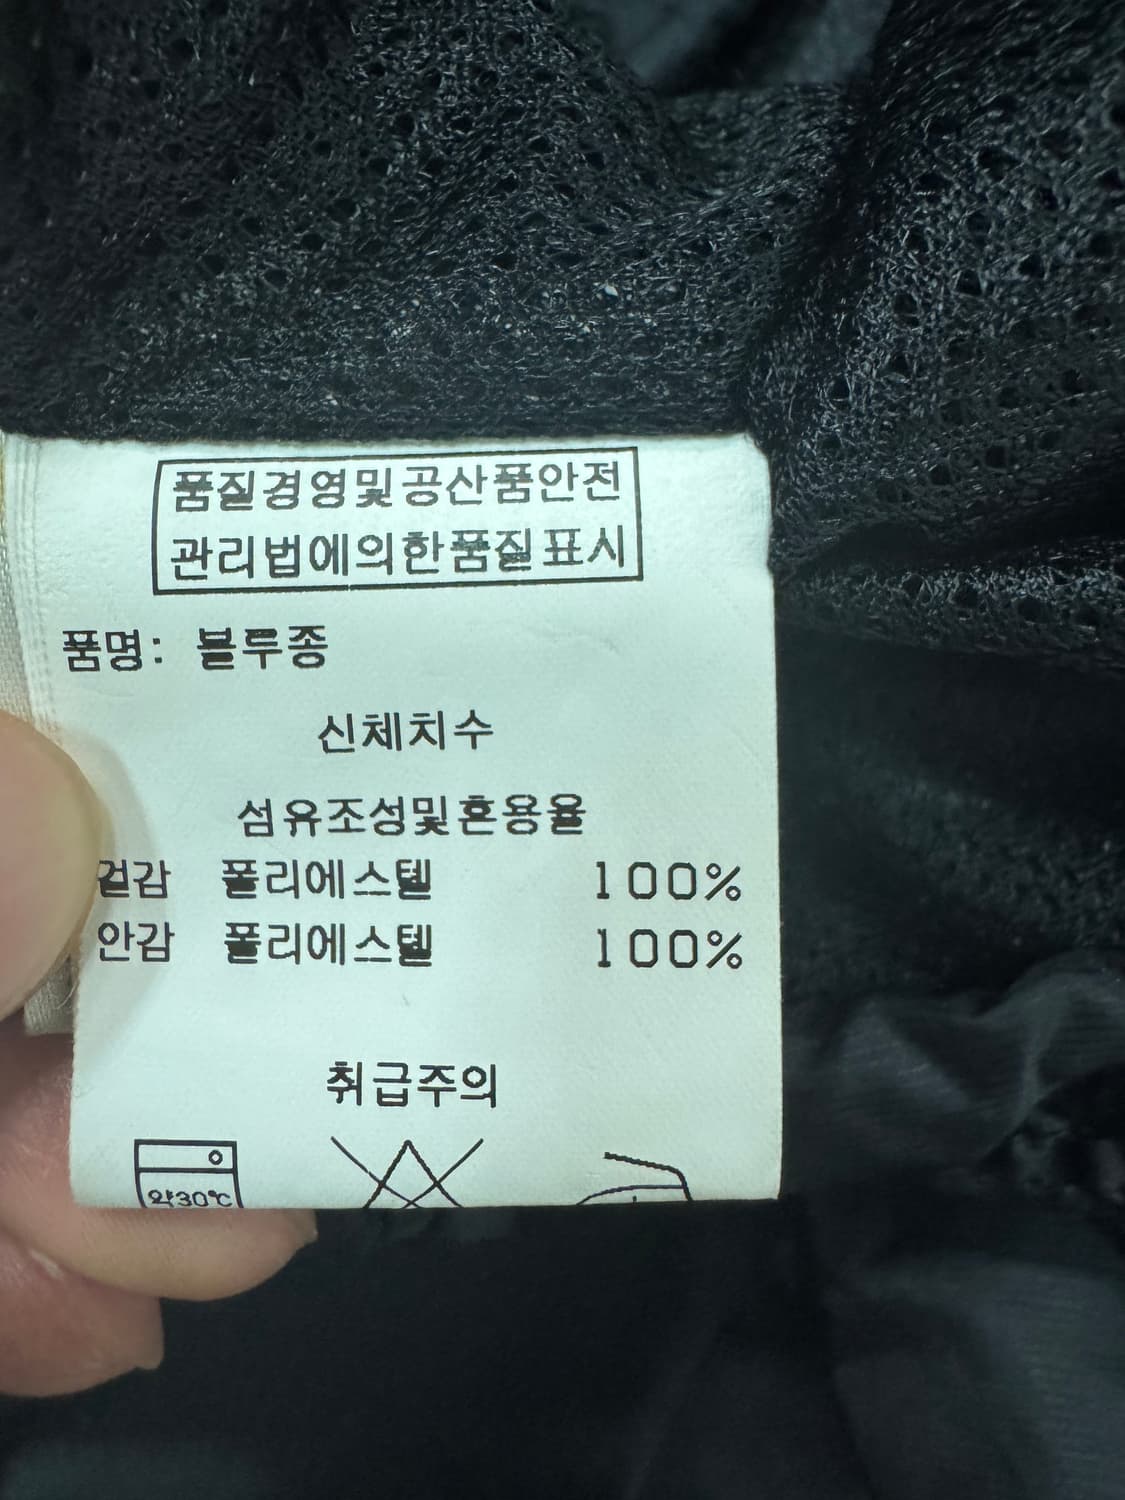 품질경영및공산품안전
관리법에의한품질표시
품명: 블루종
신체치수
섬유조성및혼용율
겉감 폴리에스텔 100%
안감 폴리에스텔 100%
취급주의
약30℃